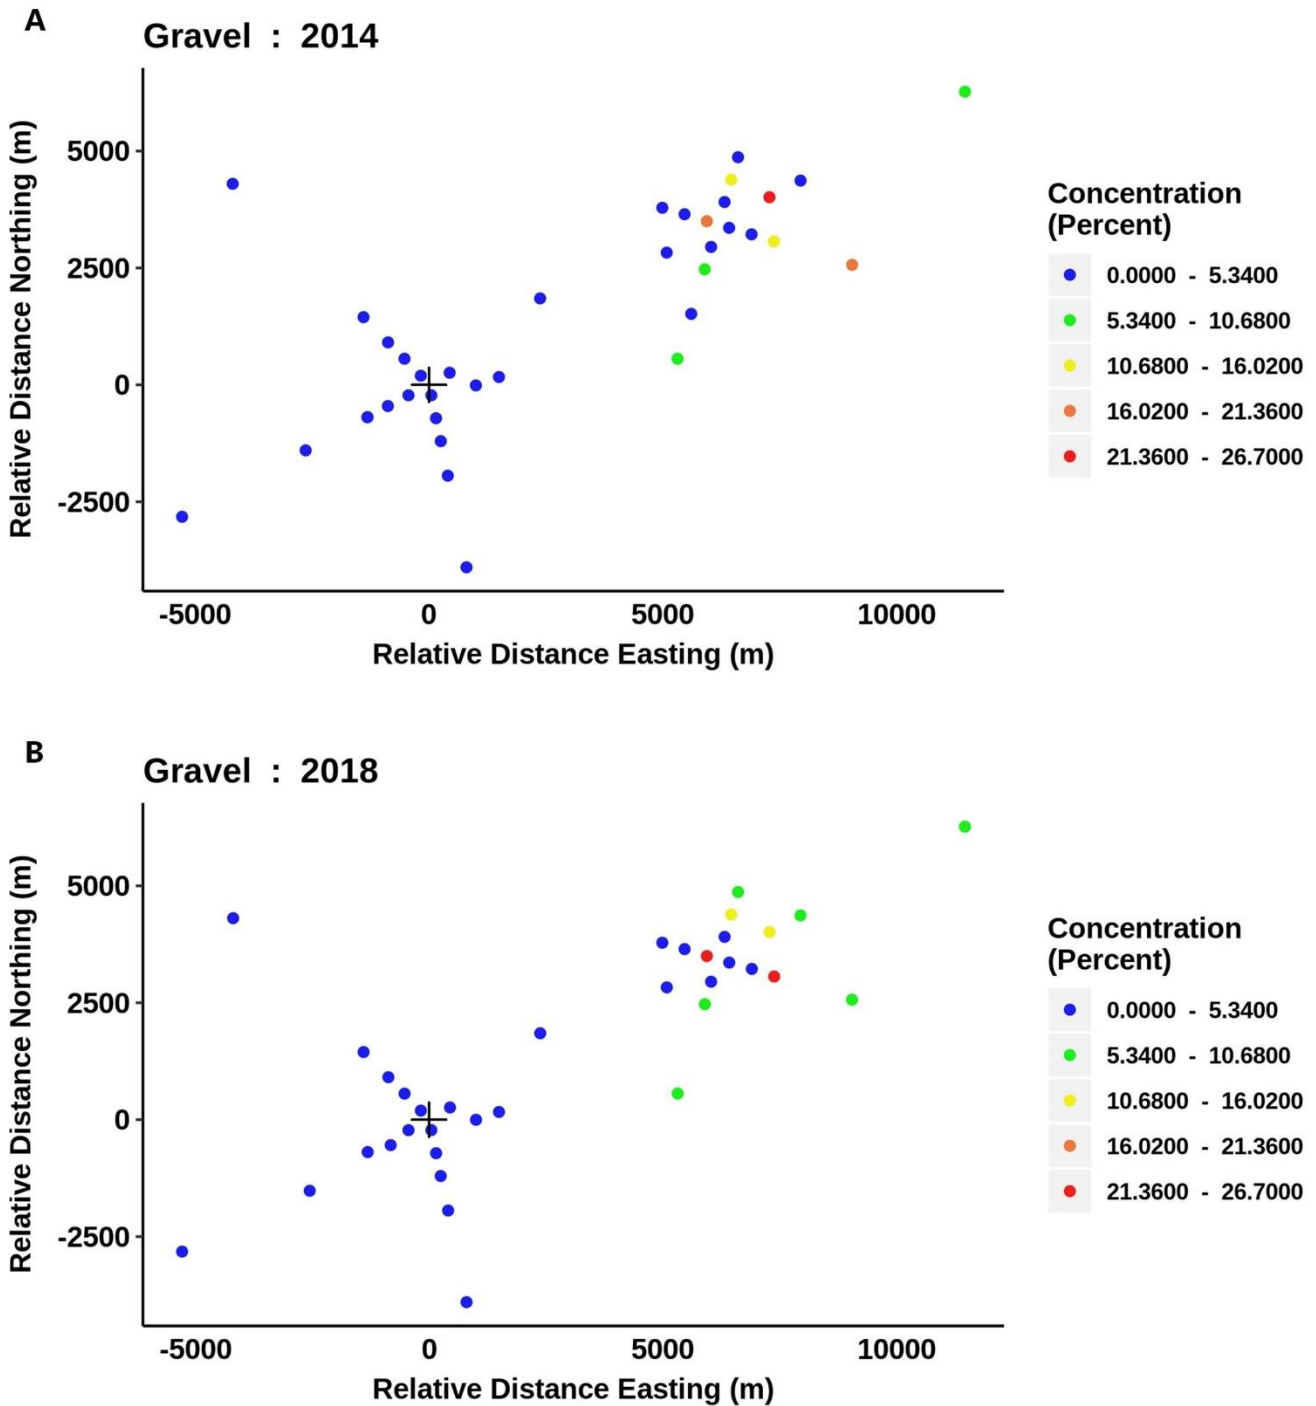 A
Gravel : 2014
Relative Distance Northing (m)
5000
2500
0
-2500
-5000 0 5000 10000
Relative Distance Easting (m)
Concentration
(Percent)
0.0000 - 5.3400
5.3400 - 10.6800
10.6800 - 16.0200
16.0200 - 21.3600
21.3600 - 26.7000
B
Gravel : 2018
Relative Distance Northing (m)
5000
2500
0
-2500
-5000 0 5000 10000
Relative Distance Easting (m)
Concentration
(Percent)
0.0000 - 5.3400
5.3400 - 10.6800
10.6800 - 16.0200
16.0200 - 21.3600
21.3600 - 26.7000